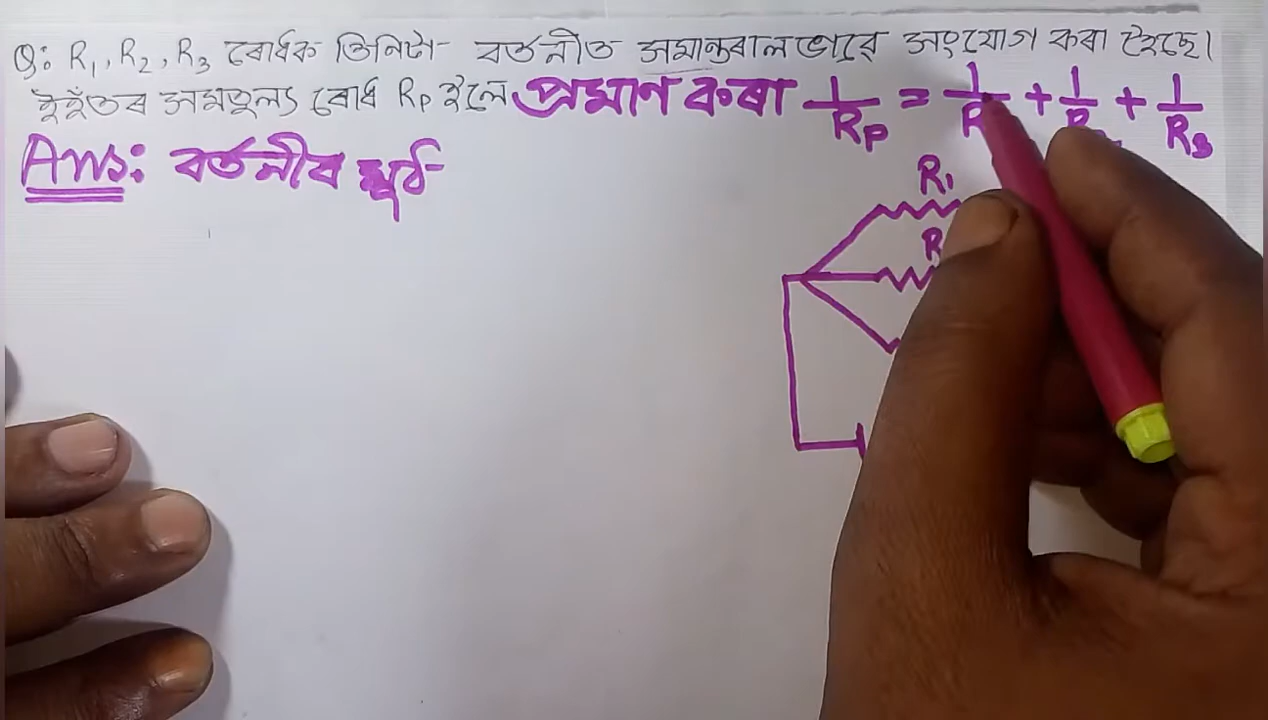 Q: R₁, R₂, R₃ ৰোধক তিনিটা বৰ্তনীত সমান্তৰালভাৱে সংযোগ কৰা হৈছে।
ইহঁতৰ সমতুল্য ৰোধ Rₚ হ'লে প্ৰমাণ কৰা 1/Rₚ = 1/R + 1/R + 1/R₃
Ans: বৰ্তনীৰ মুঠ
R₁
R